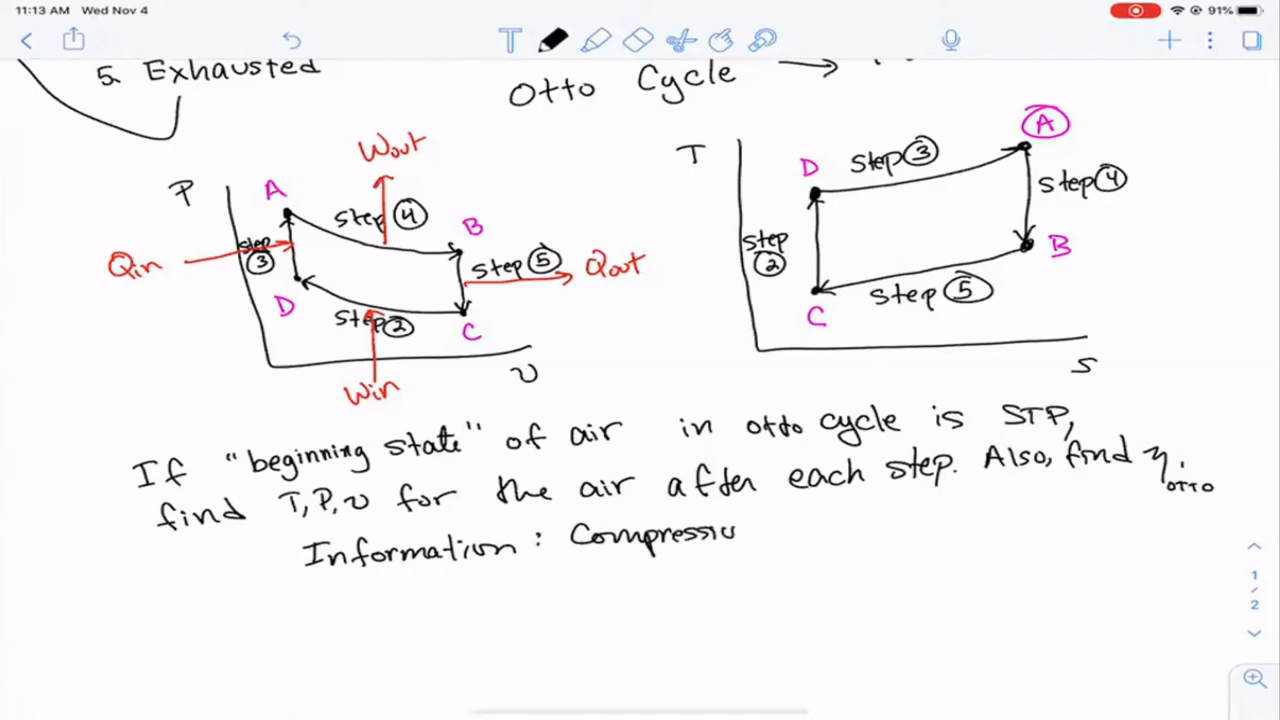 11:13 AM Wed Nov 4
91%
5. Exhausted
Otto Cycle →
P
A
Wout
step 4
B
Qin
step 3
step 5
Qout
D
step 2
C
Win
v
T
D
step 3
A
step 4
step 2
B
step 5
C
s
If "beginning state" of air in otto cycle is STP,
find T, P, v for the air after each step. Also, find η OTTO
Information: Compressio
1
/
2